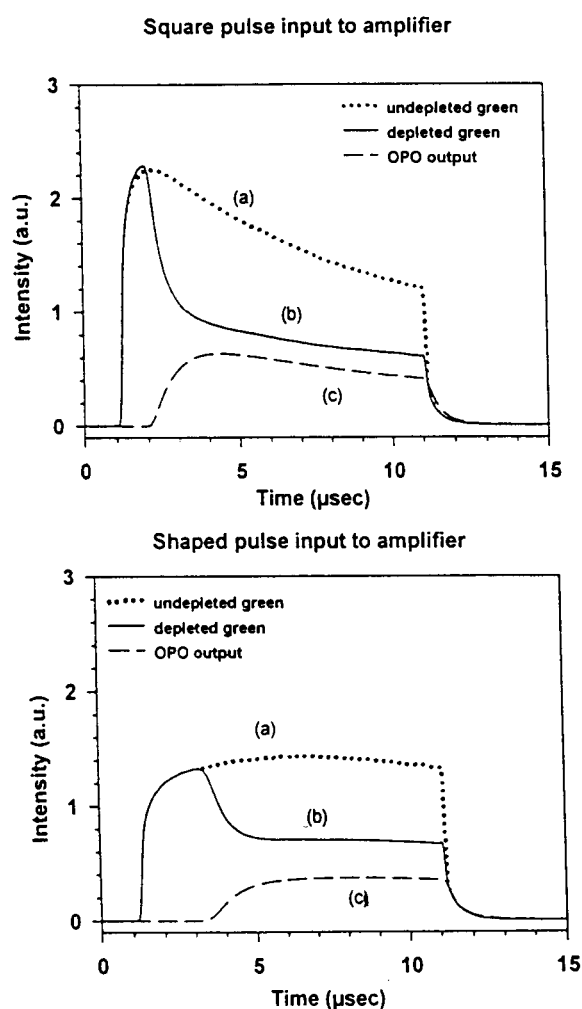 Square pulse input to amplifier
3
undepleted green
depleted green
OPO output
2
(a)
Intensity (a.u.)
1
(b)
(c)
0
0 5 10 15
Time (µsec)
Shaped pulse input to amplifier
3
undepleted green
depleted green
OPO output
2
(a)
Intensity (a.u.)
1
(b)
(c)
0
0 5 10 15
Time (µsec)